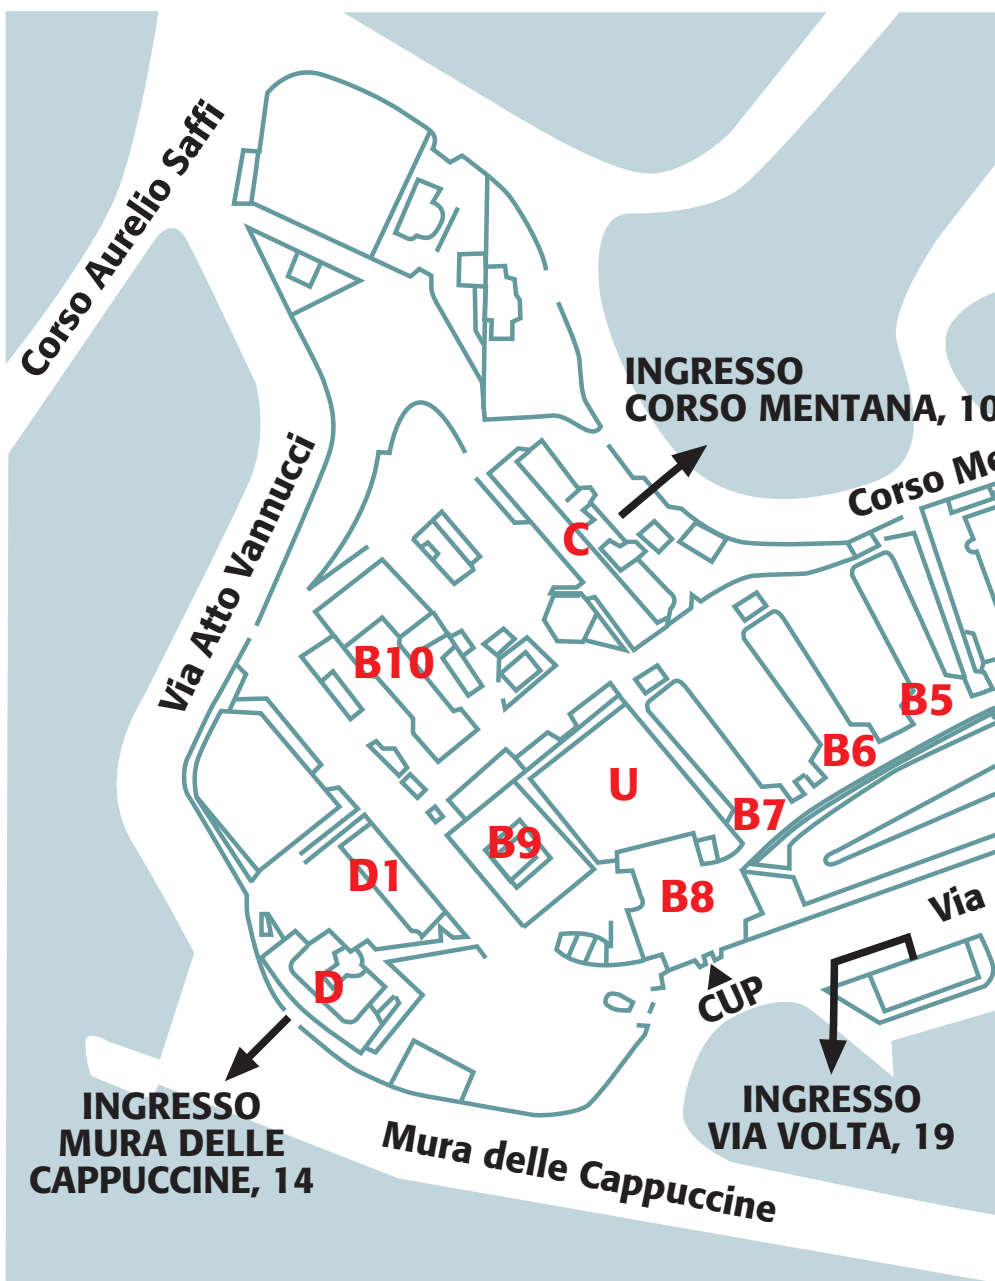 Corso Aurelio Saffi
INGRESSO
CORSO MENTANA, 10
Corso Me
Via Atto Vannucci
C
B10
B5
B6
U
B7
B9
D1
B8
Via
D
CUP
INGRESSO
MURA DELLE
CAPPUCCINE, 14
INGRESSO
VIA VOLTA, 19
Mura delle Cappuccine